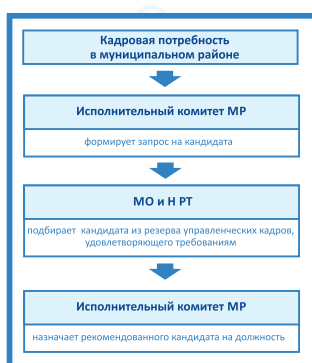 Кадровая потребность
в муниципальном районе
Исполнительный комитет МР
формирует запрос на кандидата
МО и Н РТ
подбирает кандидата из резерва управленческих кадров,
удовлетворяющего требованиям
Исполнительный комитет МР
назначает рекомендованного кандидата на должность